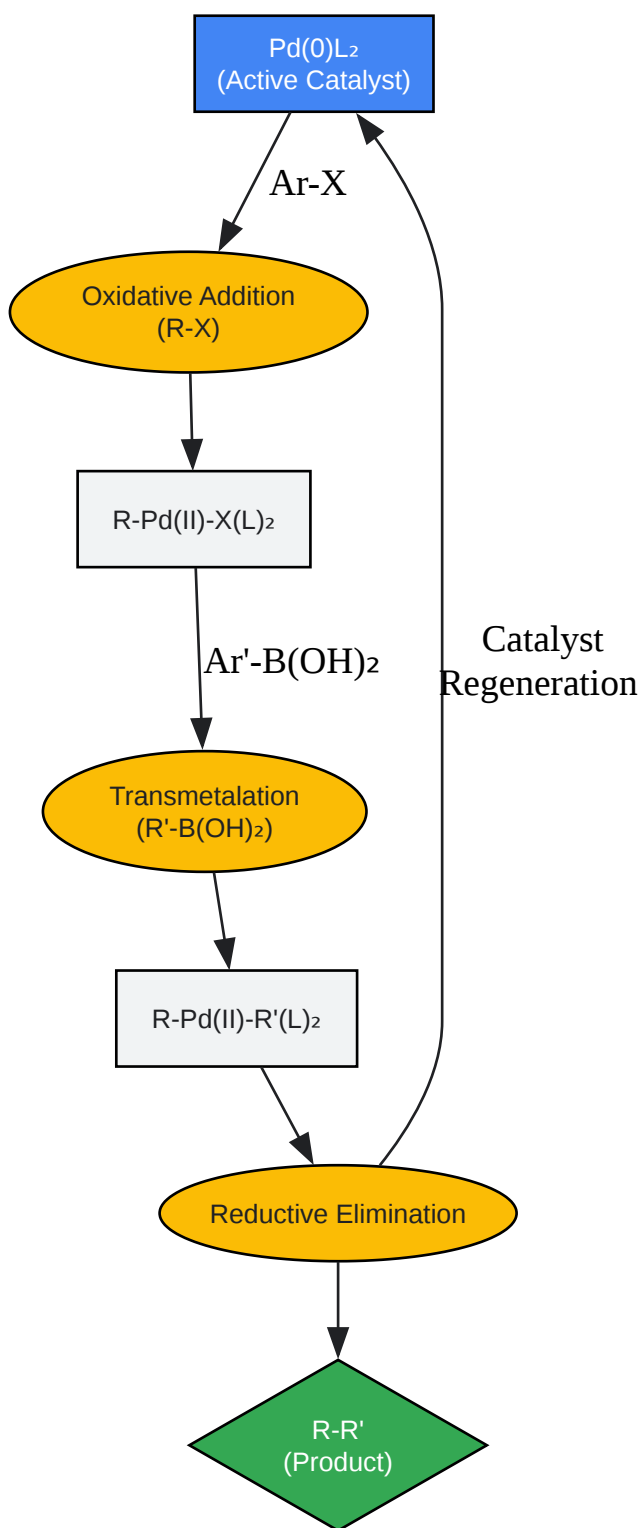 Pd(0)L₂
(Active Catalyst)
Ar-X
Oxidative Addition
(R-X)
R-Pd(II)-X(L)₂
Ar'-B(OH)₂
Catalyst
Regeneration
Transmetalation
(R'-B(OH)₂)
R-Pd(II)-R'(L)₂
Reductive Elimination
R-R'
(Product)